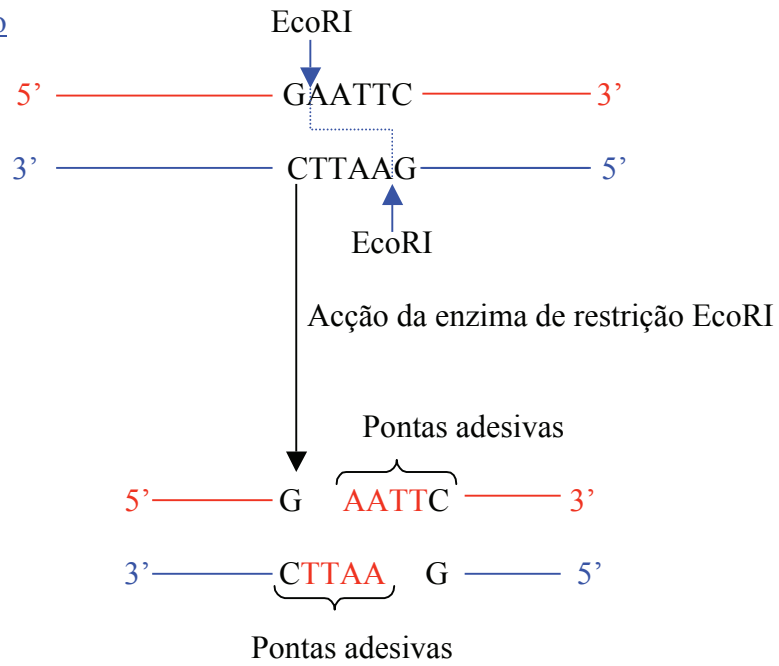 o
EcoRI
5’ GAATTC 3’
3’ CTTAAG 5’
EcoRI
Acção da enzima de restrição EcoRI
Pontas adesivas
5’ G AATTC 3’
3’ CTTAA G 5’
Pontas adesivas